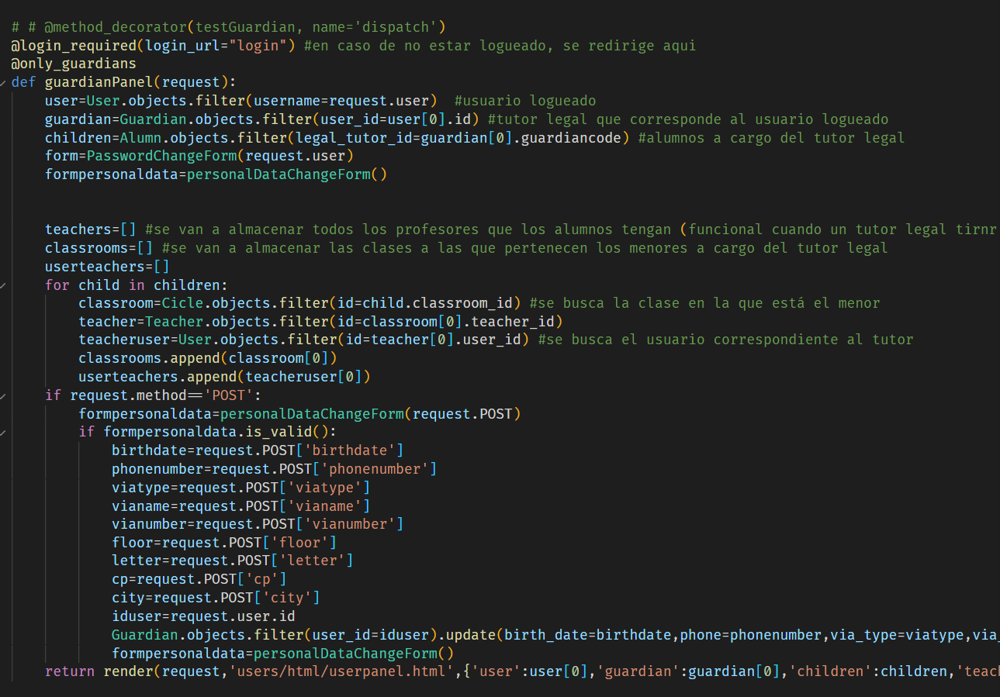 # # @method_decorator(testGuardian, name='dispatch')
@login_required(login_url="login") #en caso de no estar logueado, se redirige aqui
@only_guardians
def guardianPanel(request):
    user=User.objects.filter(username=request.user)  #usuario logueado
    guardian=Guardian.objects.filter(user_id=user[0].id) #tutor legal que corresponde al usuario logueado
    children=Alumn.objects.filter(legal_tutor_id=guardian[0].guardiancode) #alumnos a cargo del tutor legal
    form=PasswordChangeForm(request.user)
    formpersonaldata=personalDataChangeForm()
    teachers=[] #se van a almacenar todos los profesores que los alumnos tengan (funcional cuando un tutor legal tirnr
    classrooms=[] #se van a almacenar las clases a las que pertenecen los menores a cargo del tutor legal
    userteachers=[]
    for child in children:
        classroom=Cicle.objects.filter(id=child.classroom_id) #se busca la clase en la que está el menor
        teacher=Teacher.objects.filter(id=classroom[0].teacher_id)
        teacheruser=User.objects.filter(id=teacher[0].user_id) #se busca el usuario correspondiente al tutor
        classrooms.append(classroom[0])
        userteachers.append(teacheruser[0])
    if request.method=='POST':
        formpersonaldata=personalDataChangeForm(request.POST)
        if formpersonaldata.is_valid():
            birthdate=request.POST['birthdate']
            phonenumber=request.POST['phonenumber']
            viatype=request.POST['viatype']
            vianame=request.POST['vianame']
            vianumber=request.POST['vianumber']
            floor=request.POST['floor']
            letter=request.POST['letter']
            cp=request.POST['cp']
            city=request.POST['city']
            iduser=request.user.id
            Guardian.objects.filter(user_id=iduser).update(birth_date=birthdate,phone=phonenumber,via_type=viatype,via_
            formpersonaldata=personalDataChangeForm()
    return render(request,'users/html/userpanel.html',{'user':user[0],'guardian':guardian[0],'children':children,'teach